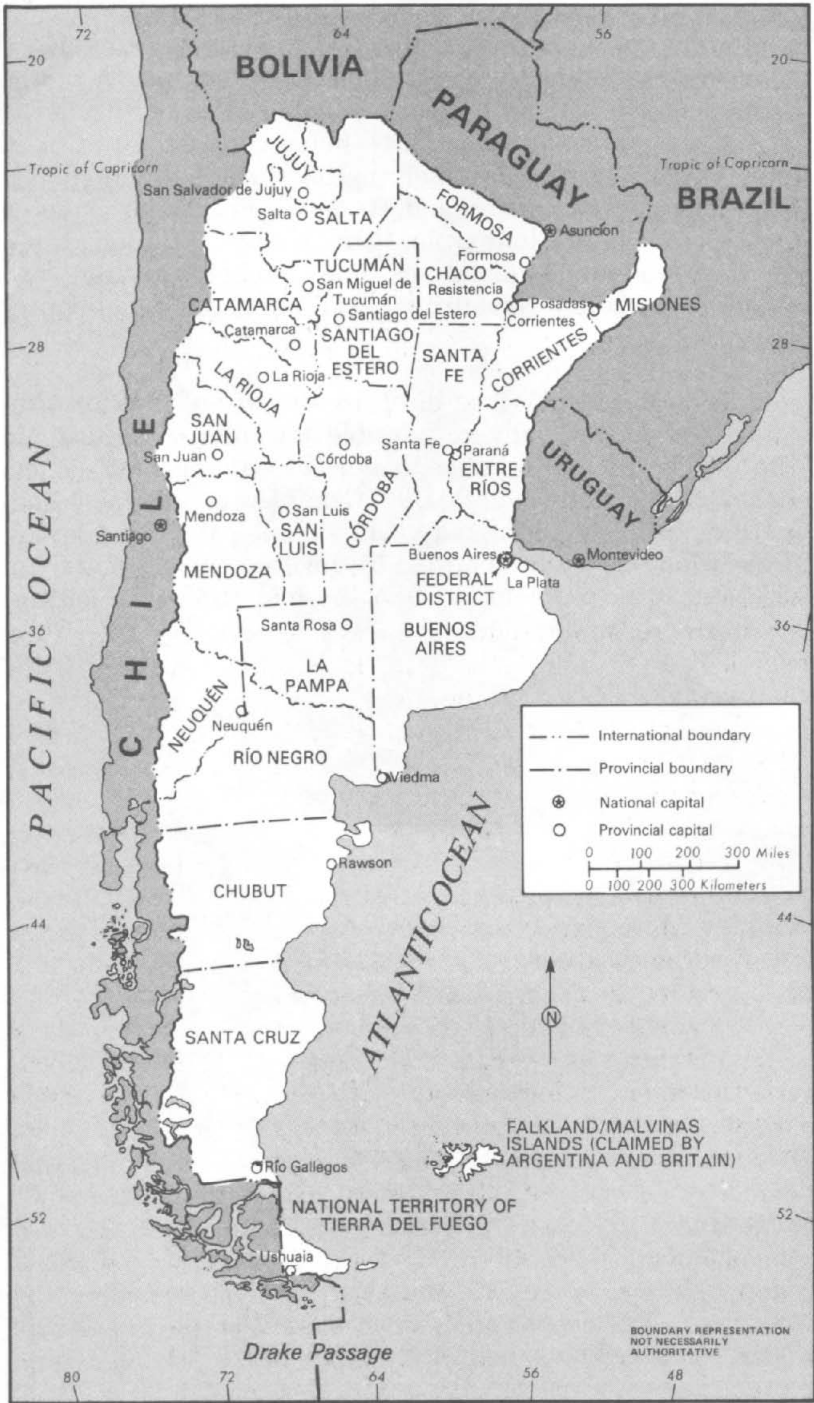 72
64
56
20
BOLIVIA
20
PARAGUAY
Tropic of Capricorn
JUJUY
Tropic of Capricorn
San Salvador de Jujuy
BRAZIL
Salta
SALTA
FORMOSA
Asuncíon
Formosa
TUCUMÁN
CHACO
San Miguel de
Tucumán
Resistencia
Posadas
MISIONES
CATAMARCA
Corrientes
Santiago del Estero
Catamarca
SANTIAGO
DEL
ESTERO
28
SANTA
FE
CORRIENTES
28
LA RIOJA
La Rioja
SAN
JUAN
San Juan
Córdoba
Santa Fe
Paraná
ENTRE
RÍOS
URUGUAY
CÓRDOBA
Mendoza
San Luis
SAN
LUIS
Santiago
Buenos Aires
Montevideo
MENDOZA
FEDERAL
DISTRICT
La Plata
PACIFIC OCEAN
CHILE
36
Santa Rosa
BUENOS
AIRES
36
LA
PAMPA
NEUQUÉN
Neuquén
RÍO NEGRO
Viedma
International boundary
Provincial boundary
National capital
Provincial capital
0 100 200 300 Miles
0 100 200 300 Kilometers
ATLANTIC OCEAN
Rawson
CHUBUT
44
44
N
SANTA CRUZ
FALKLAND/MALVINAS
ISLANDS (CLAIMED BY
ARGENTINA AND BRITAIN)
Río Gallegos
NATIONAL TERRITORY OF
TIERRA DEL FUEGO
52
52
Ushuaia
Drake Passage
BOUNDARY REPRESENTATION
NOT NECESSARILY
AUTHORITATIVE
80
72
64
56
48